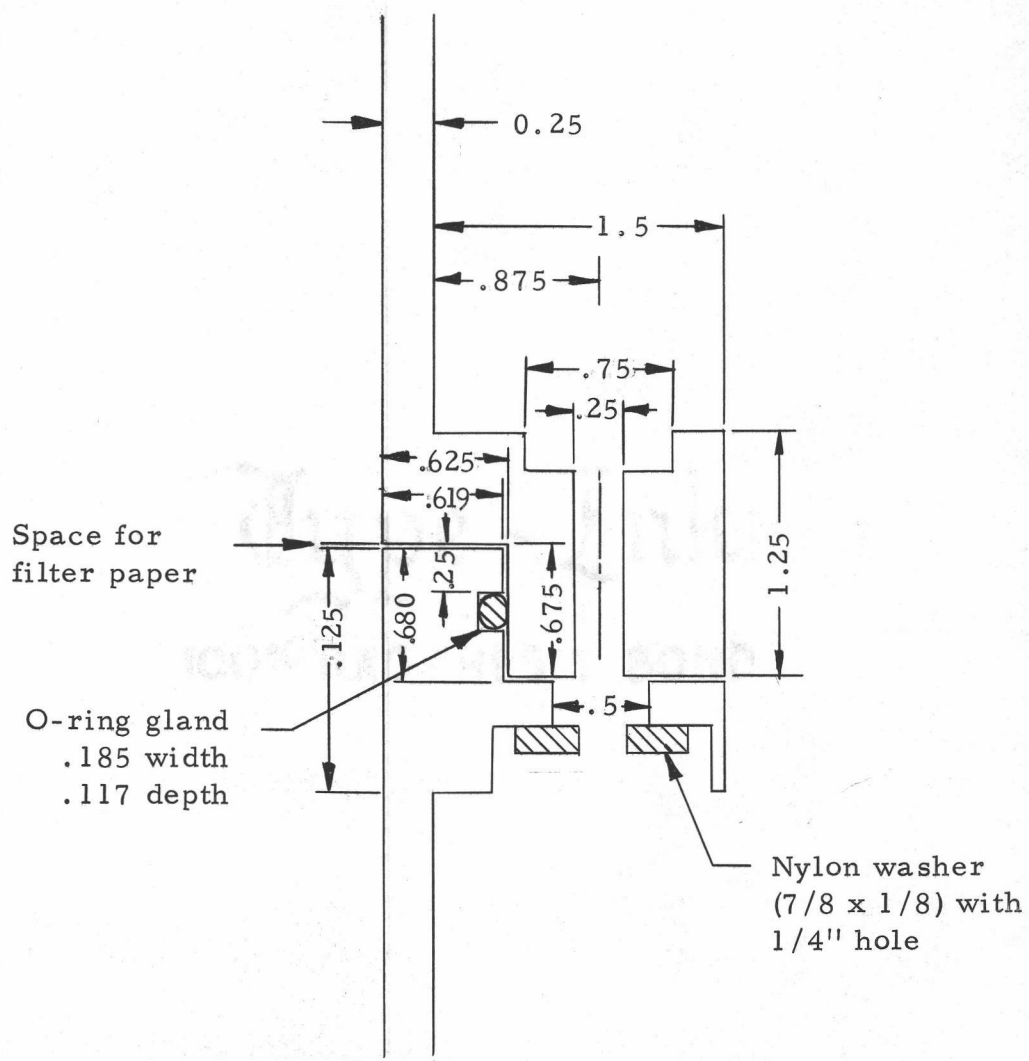 0.25
1.5
.875
.75
.25
.625
.619
Space for
filter paper
.25
.125
.680
.675
1.25
O-ring gland
.185 width
.117 depth
.5
Nylon washer
(7/8 x 1/8) with
1/4" hole